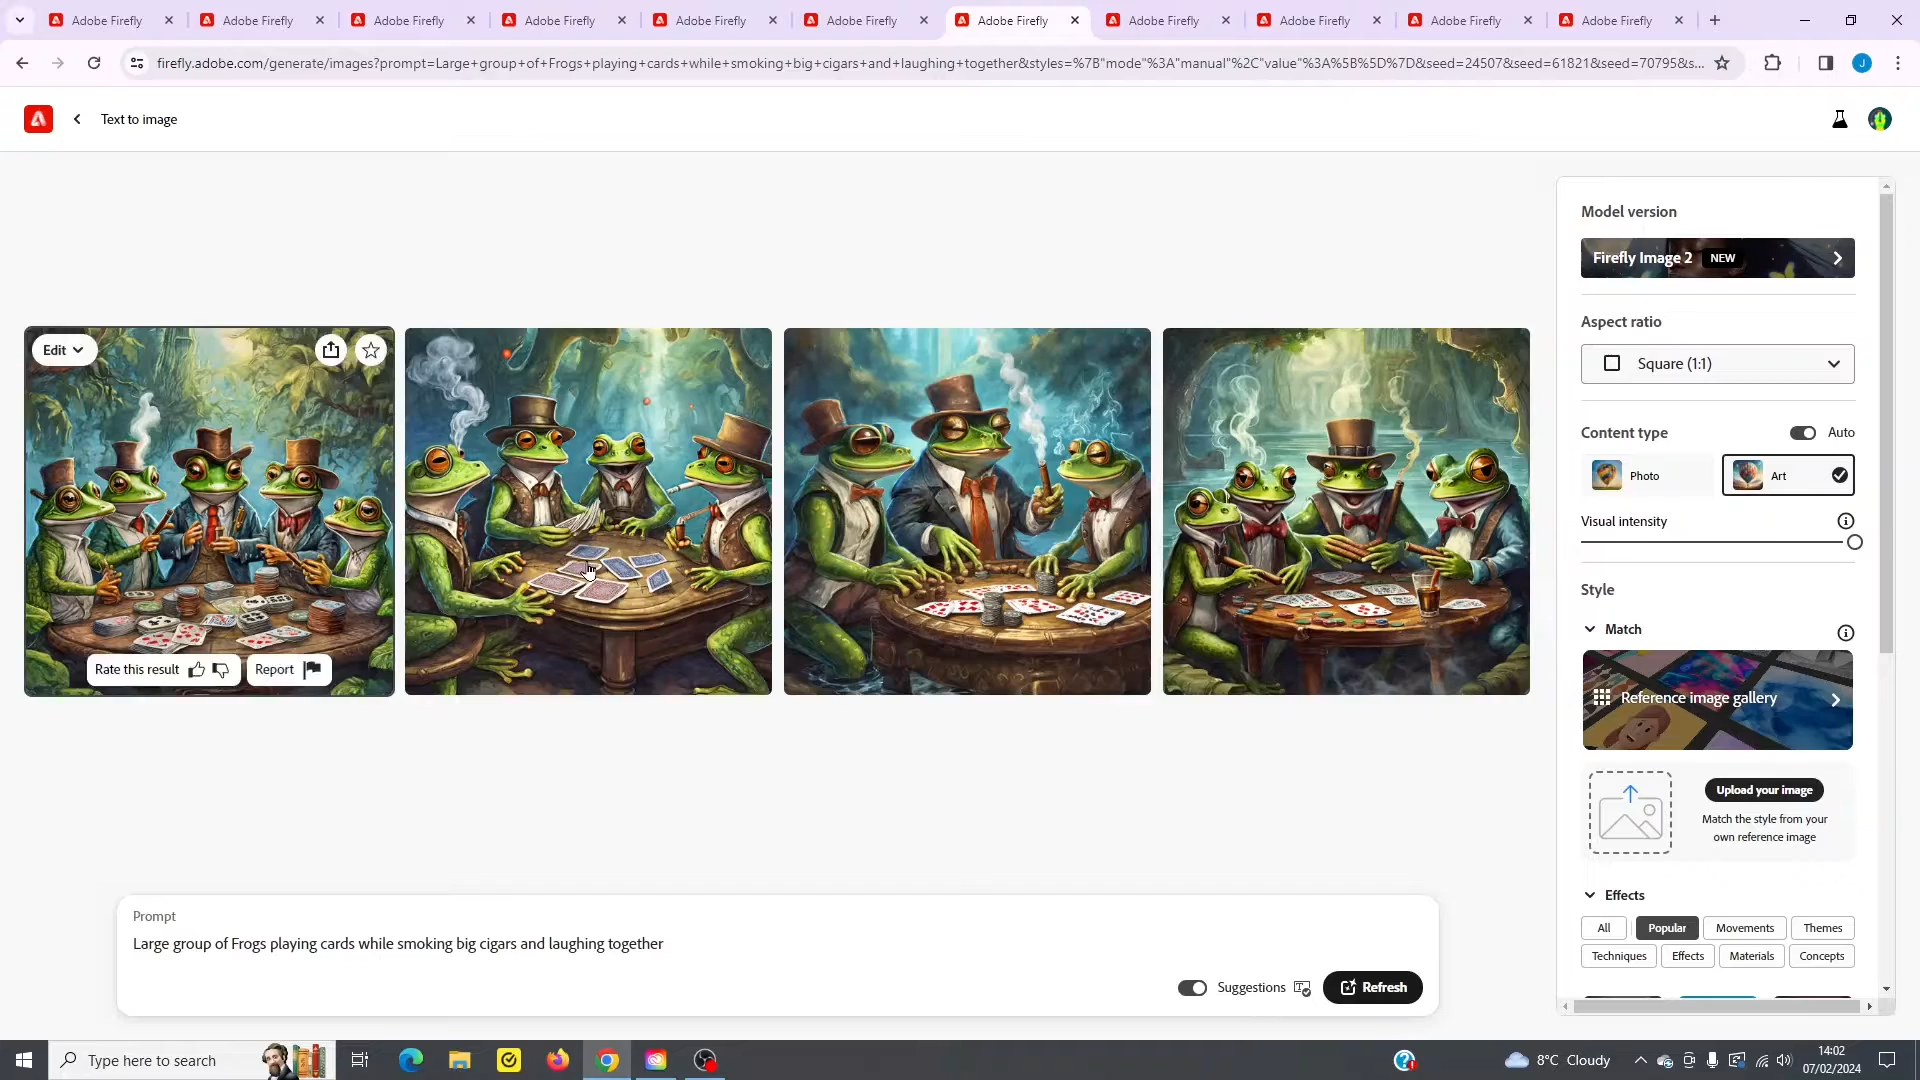 Adobe Firefly
Adobe Firefly
Adobe Firefly
Adobe Firefly
Adobe Firefly
Adobe Firefly
Adobe Firefly
Adobe Firefly
Adobe Firefly
Adobe Firefly
Adobe Firefly
firefly.adobe.com/generate/images?prompt=Large+group+of+Frogs+playing+cards+while+smoking+big+cigars+and+laughing+together&styles=%7B"mode"%3A"manual"%2C"value"%3A%5B%5D%7D&seed=24507&seed=61821&seed=70795&s...
J
Text to image
Edit
Rate this result
Report
Model version
Firefly Image 2 NEW
Aspect ratio
Square (1:1)
Content type Auto
Photo Art
Visual intensity
Style
Match
Reference image gallery
Upload your image
Match the style from your
own reference image
Effects
All Popular Movements Themes
Techniques Effects Materials Concepts
Prompt
Large group of Frogs playing cards while smoking big cigars and laughing together
Suggestions Refresh
Type here to search
8°C Cloudy
14:02
07/02/2024